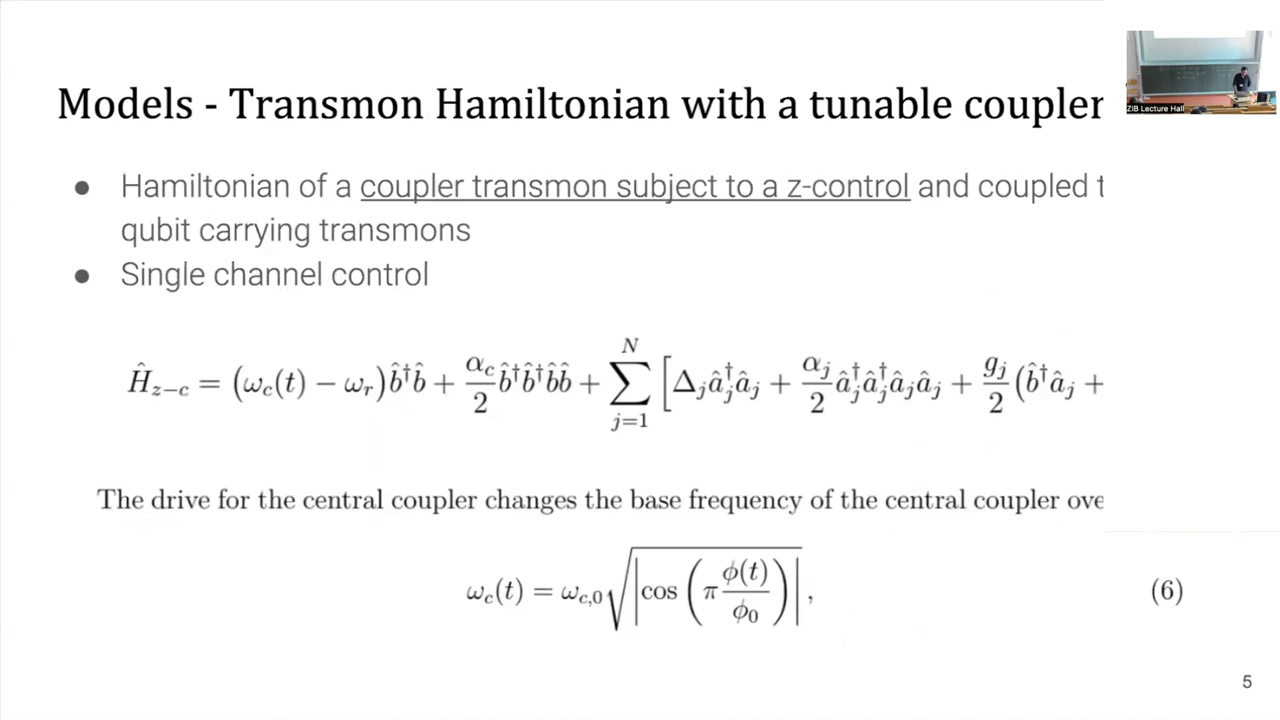 Models - Transmon Hamiltonian with a tunable coupler
ZIB Lecture Hall
● Hamiltonian of a coupler transmon subject to a z-control and coupled t
qubit carrying transmons
● Single channel control
Ĥ_{z−c} = (ω_c(t) − ω_r) b̂†b̂ + α_c/2 b̂†b̂†b̂b̂ + ∑_{j=1}^{N} [Δ_j â_j†â_j + α_j/2 â_j†â_j†â_jâ_j + g_j/2 (b̂†â_j +
The drive for the central coupler changes the base frequency of the central coupler ove
ω_c(t) = ω_{c,0} √|cos(π ϕ(t)/ϕ_0)|, (6)
5